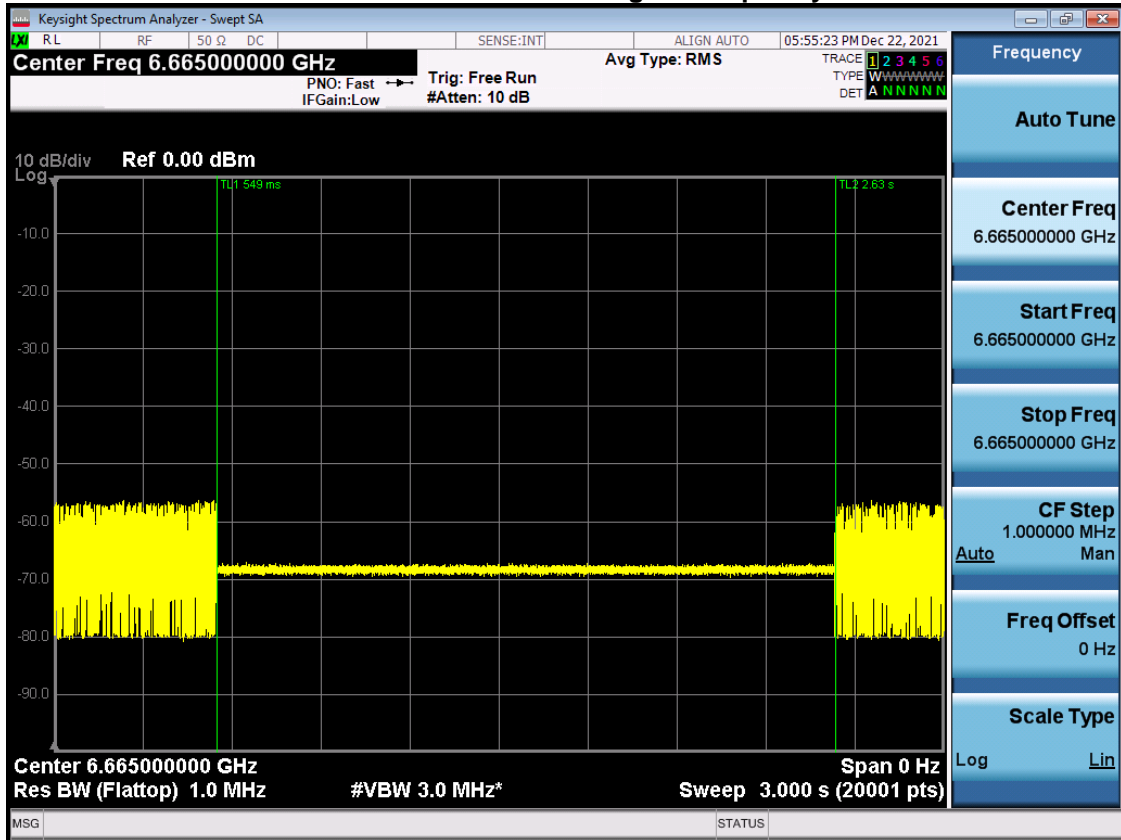 Keysight Spectrum Analyzer - Swept SA
LXI RL RF 50 Ω DC SENSE:INT ALIGN AUTO 05:55:23 PM Dec 22, 2021
Center Freq 6.665000000 GHz
PNO: Fast
IFGain:Low
Trig: Free Run
#Atten: 10 dB
Avg Type: RMS
TRACE 1 2 3 4 5 6
TYPE WWWWWW
DET A N N N N N
10 dB/div Ref 0.00 dBm
Log
TL1 549 ms
TL2 2.63 s
-10.0
-20.0
-30.0
-40.0
-50.0
-60.0
-70.0
-80.0
-90.0
Center 6.665000000 GHz Span 0 Hz
Res BW (Flattop) 1.0 MHz #VBW 3.0 MHz* Sweep 3.000 s (20001 pts)
MSG STATUS
Frequency
Auto Tune
Center Freq
6.665000000 GHz
Start Freq
6.665000000 GHz
Stop Freq
6.665000000 GHz
CF Step
1.000000 MHz
Auto Man
Freq Offset
0 Hz
Scale Type
Log Lin